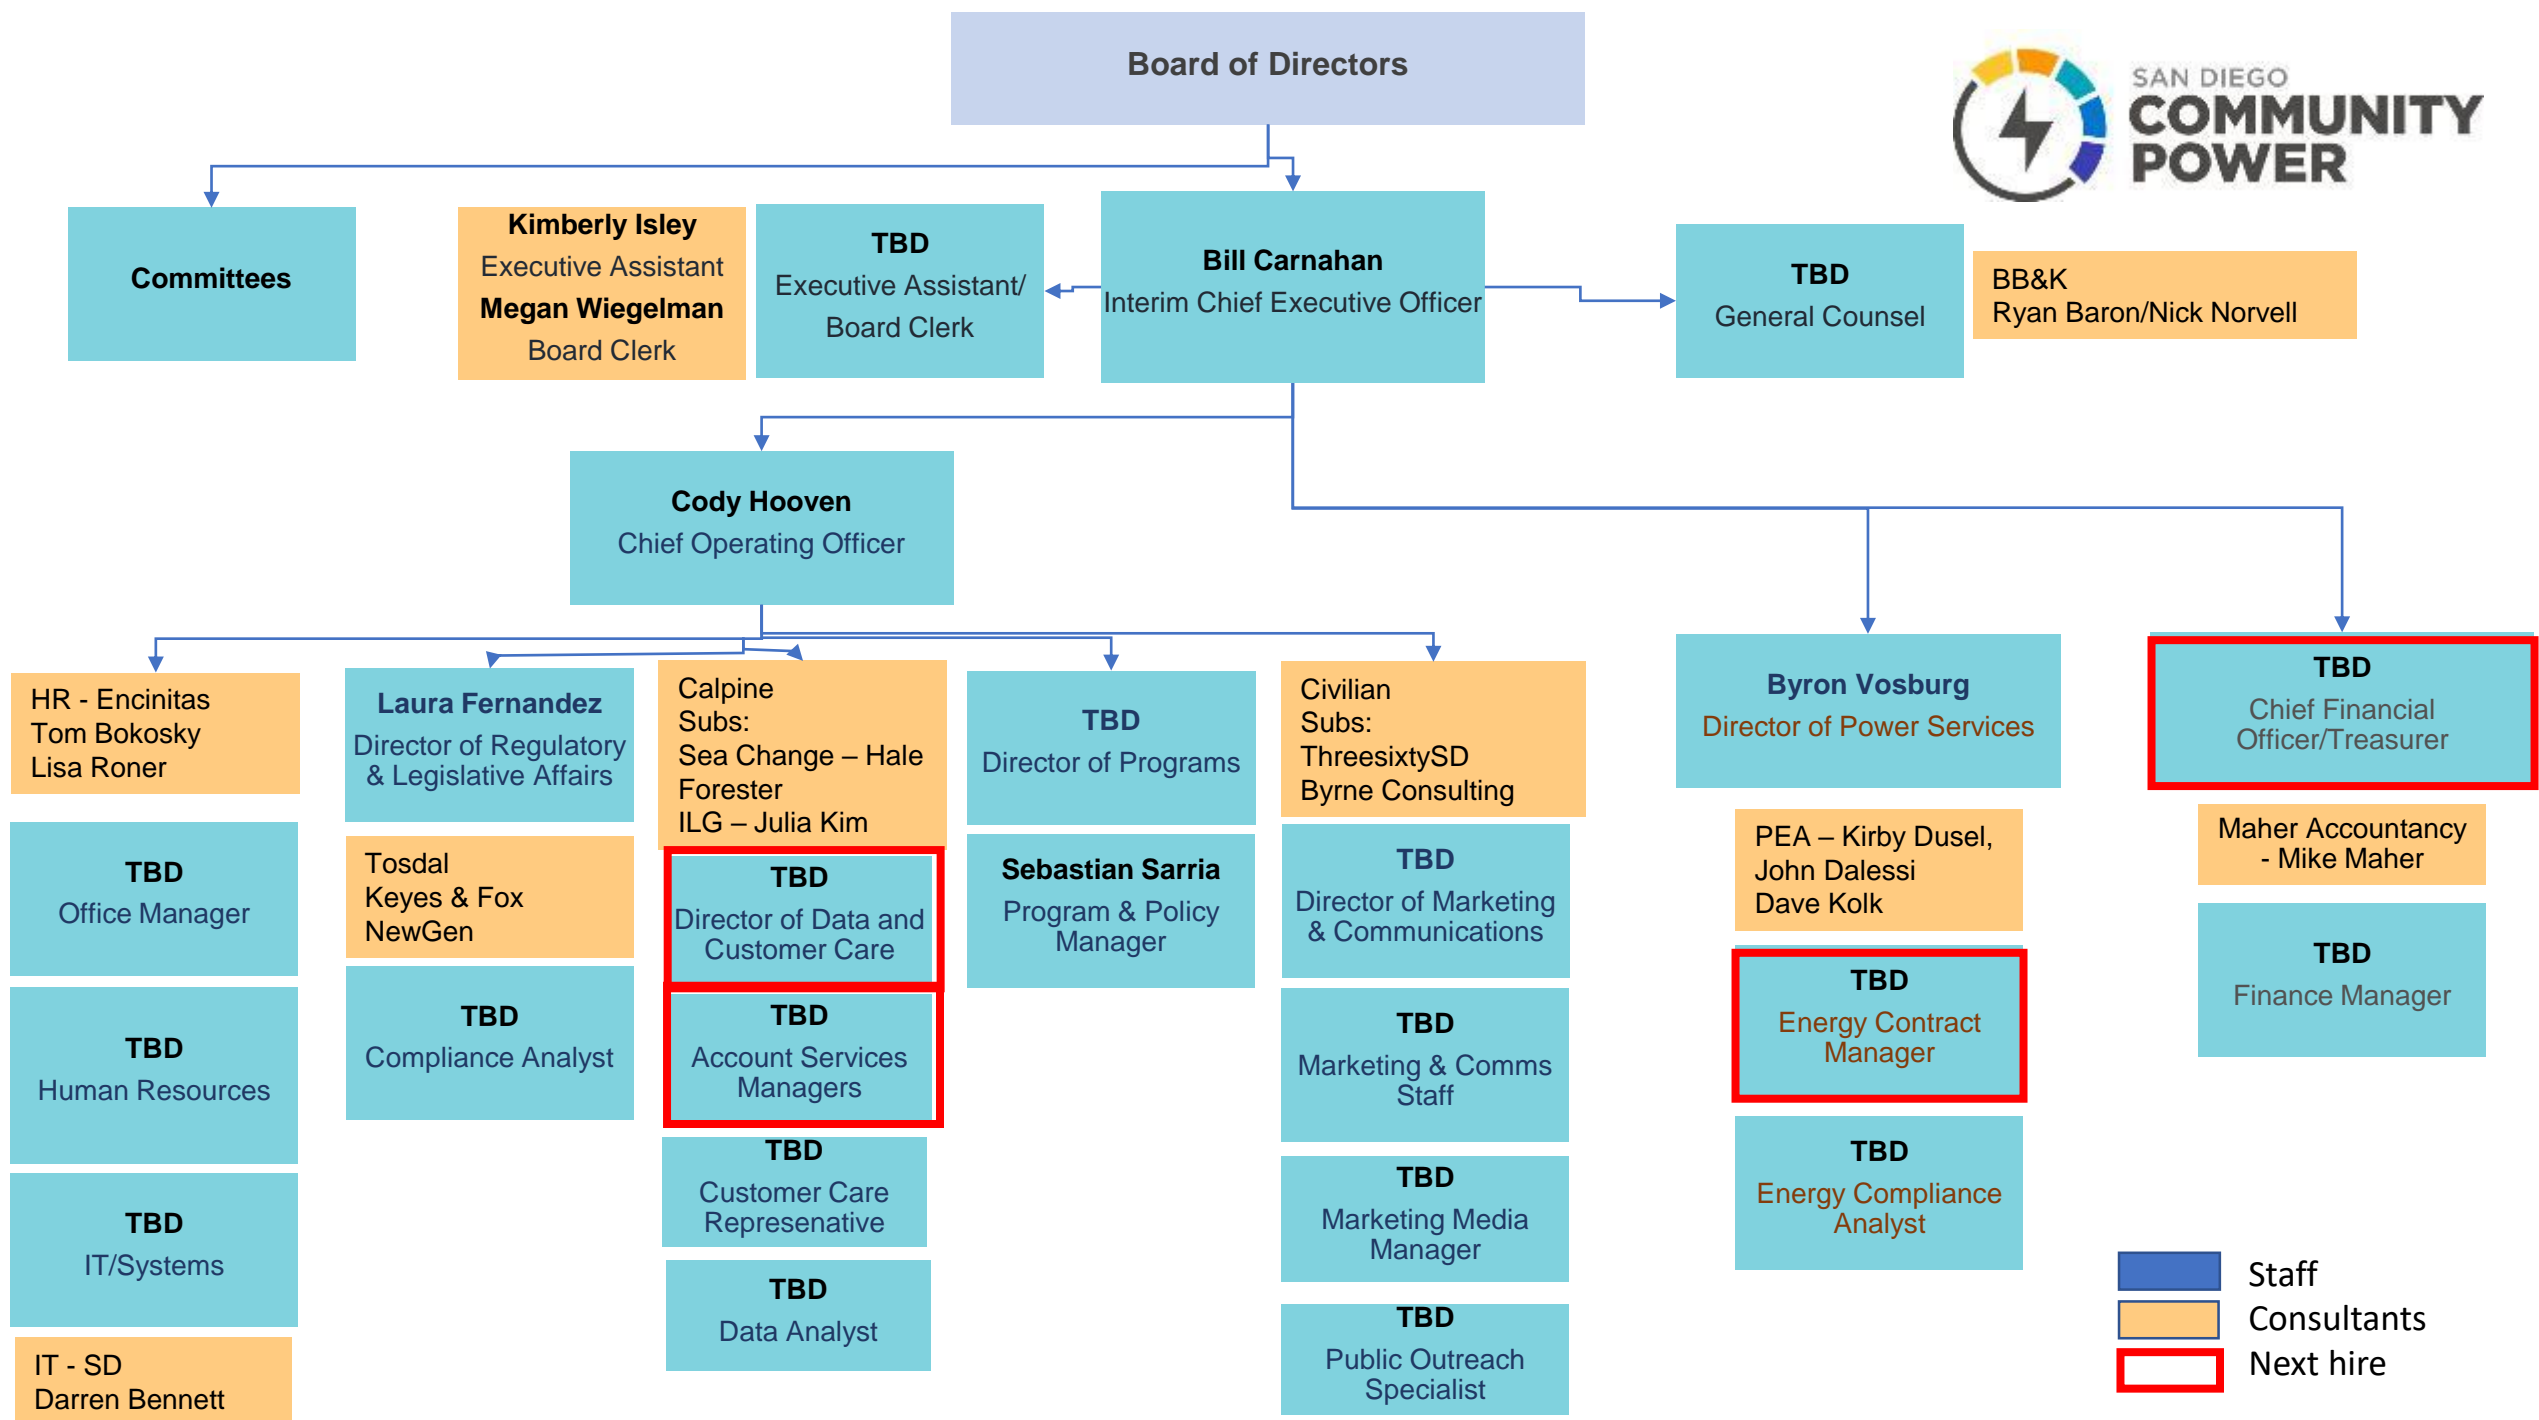 Board of Directors
SAN DIEGO
COMMUNITY
POWER
Committees
Kimberly Isley
Executive Assistant
Megan Wiegelman
Board Clerk
TBD
Executive Assistant/
Board Clerk
Bill Carnahan
Interim Chief Executive Officer
TBD
General Counsel
BB&K
Ryan Baron/Nick Norvell
Cody Hooven
Chief Operating Officer
HR - Encinitas
Tom Bokosky
Lisa Roner
TBD
Office Manager
TBD
Human Resources
TBD
IT/Systems
IT - SD
Darren Bennett
Laura Fernandez
Director of Regulatory
& Legislative Affairs
Tosdal
Keyes & Fox
NewGen
TBD
Compliance Analyst
Calpine
Subs:
Sea Change – Hale
Forester
ILG – Julia Kim
TBD
Director of Data and
Customer Care
TBD
Account Services
Managers
TBD
Customer Care
Represenative
TBD
Data Analyst
TBD
Director of Programs
Sebastian Sarria
Program & Policy
Manager
Civilian
Subs:
ThreesixtySD
Byrne Consulting
TBD
Director of Marketing
& Communications
TBD
Marketing & Comms
Staff
TBD
Marketing Media
Manager
TBD
Public Outreach
Specialist
Byron Vosburg
Director of Power Services
PEA – Kirby Dusel,
John Dalessi
Dave Kolk
TBD
Energy Contract
Manager
TBD
Energy Compliance
Analyst
TBD
Chief Financial
Officer/Treasurer
Maher Accountancy
- Mike Maher
TBD
Finance Manager
Staff
Consultants
Next hire